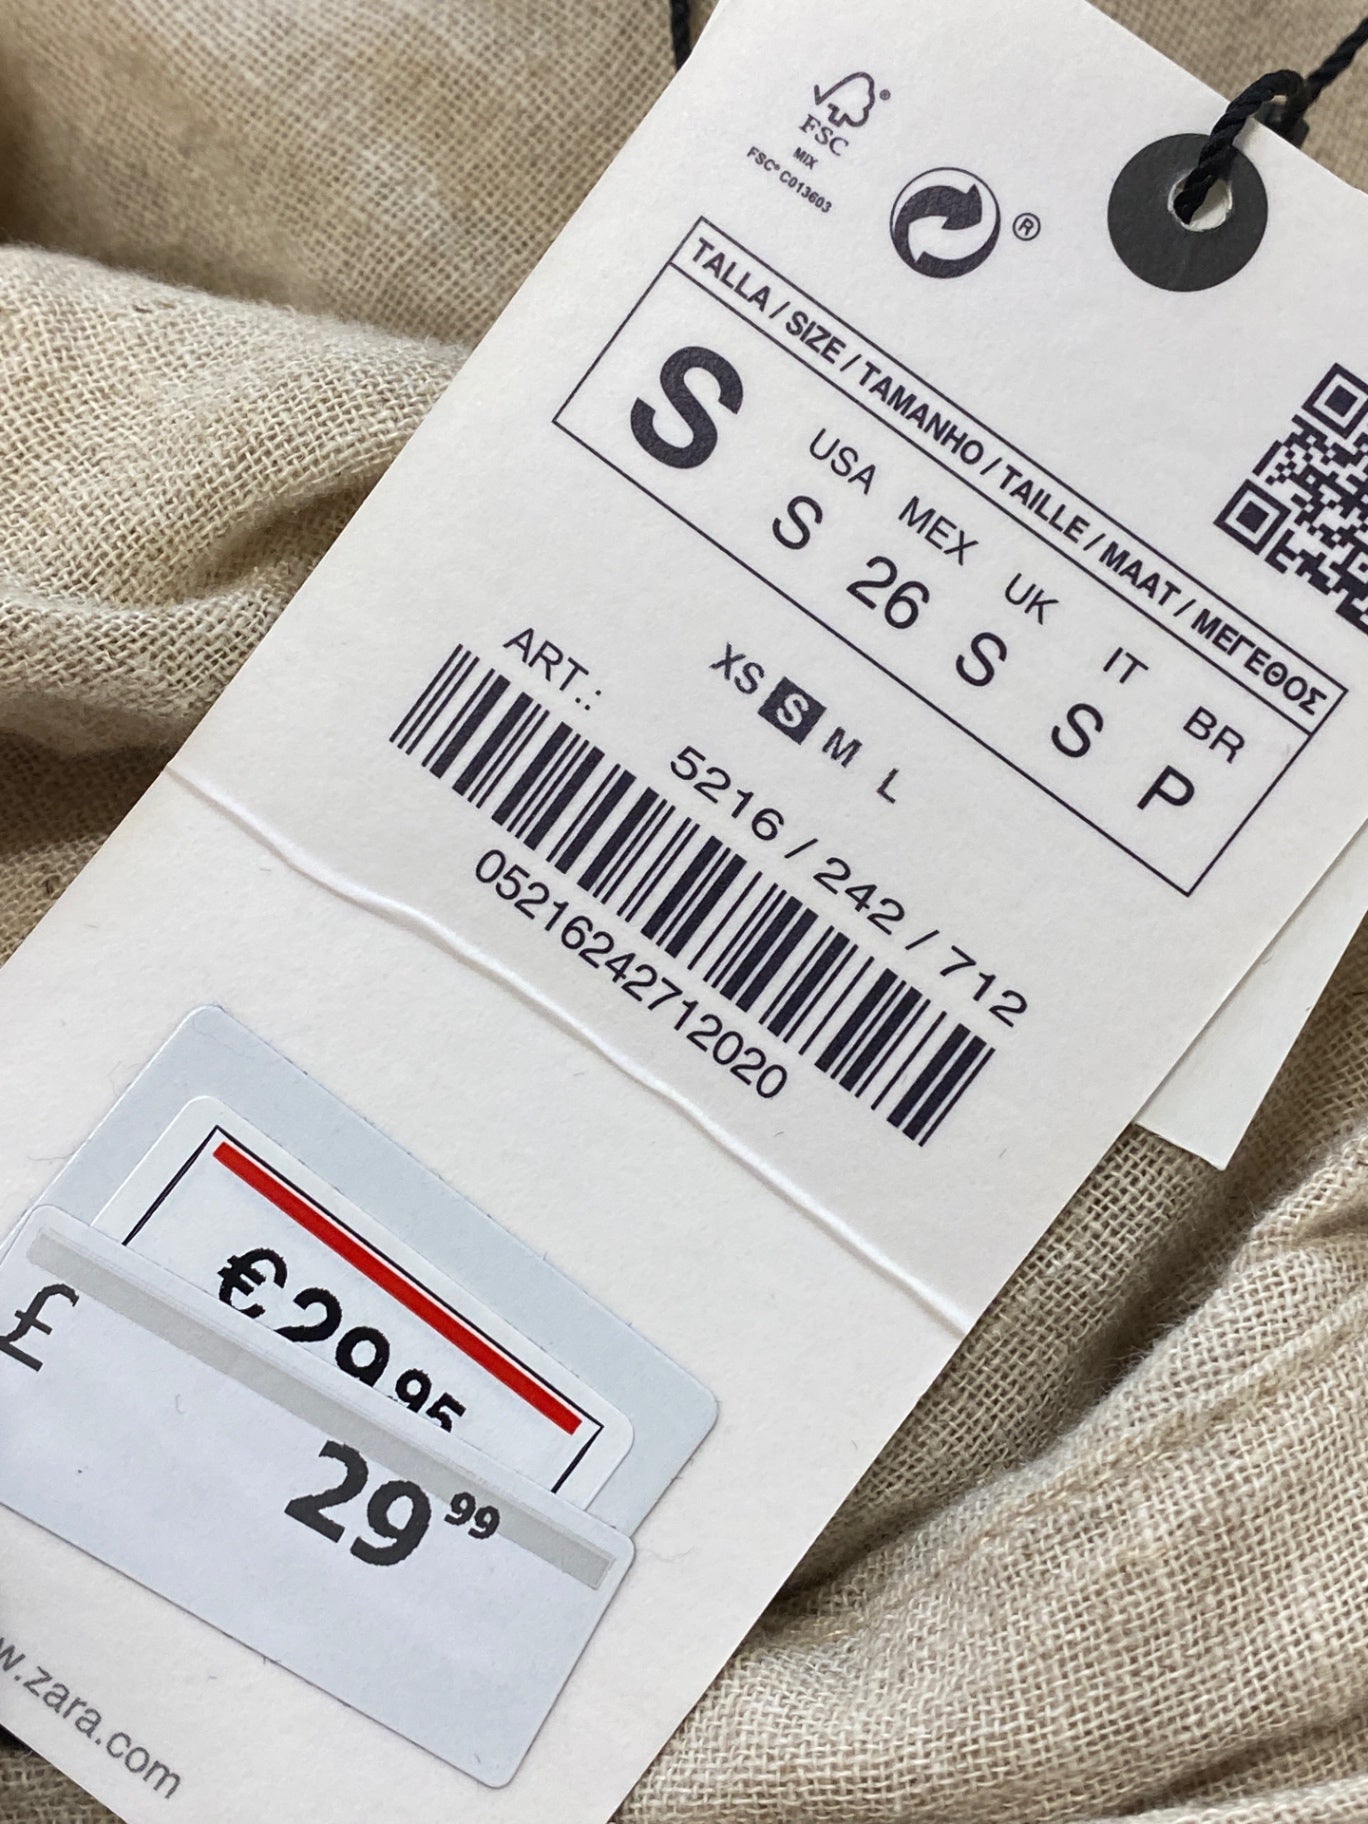 FSC®
MIX
FSC® C013603
®
TALLA / SIZE / TAMANHO / TAILLE / MAAT / ΜΕΓΕΘΟΣ
S
USA MEX UK IT BR
S 26 S S P
XS S M L
ART.: 5216 / 242 / 712
05216242712020
€29,95
£ 29 99
w.zara.com